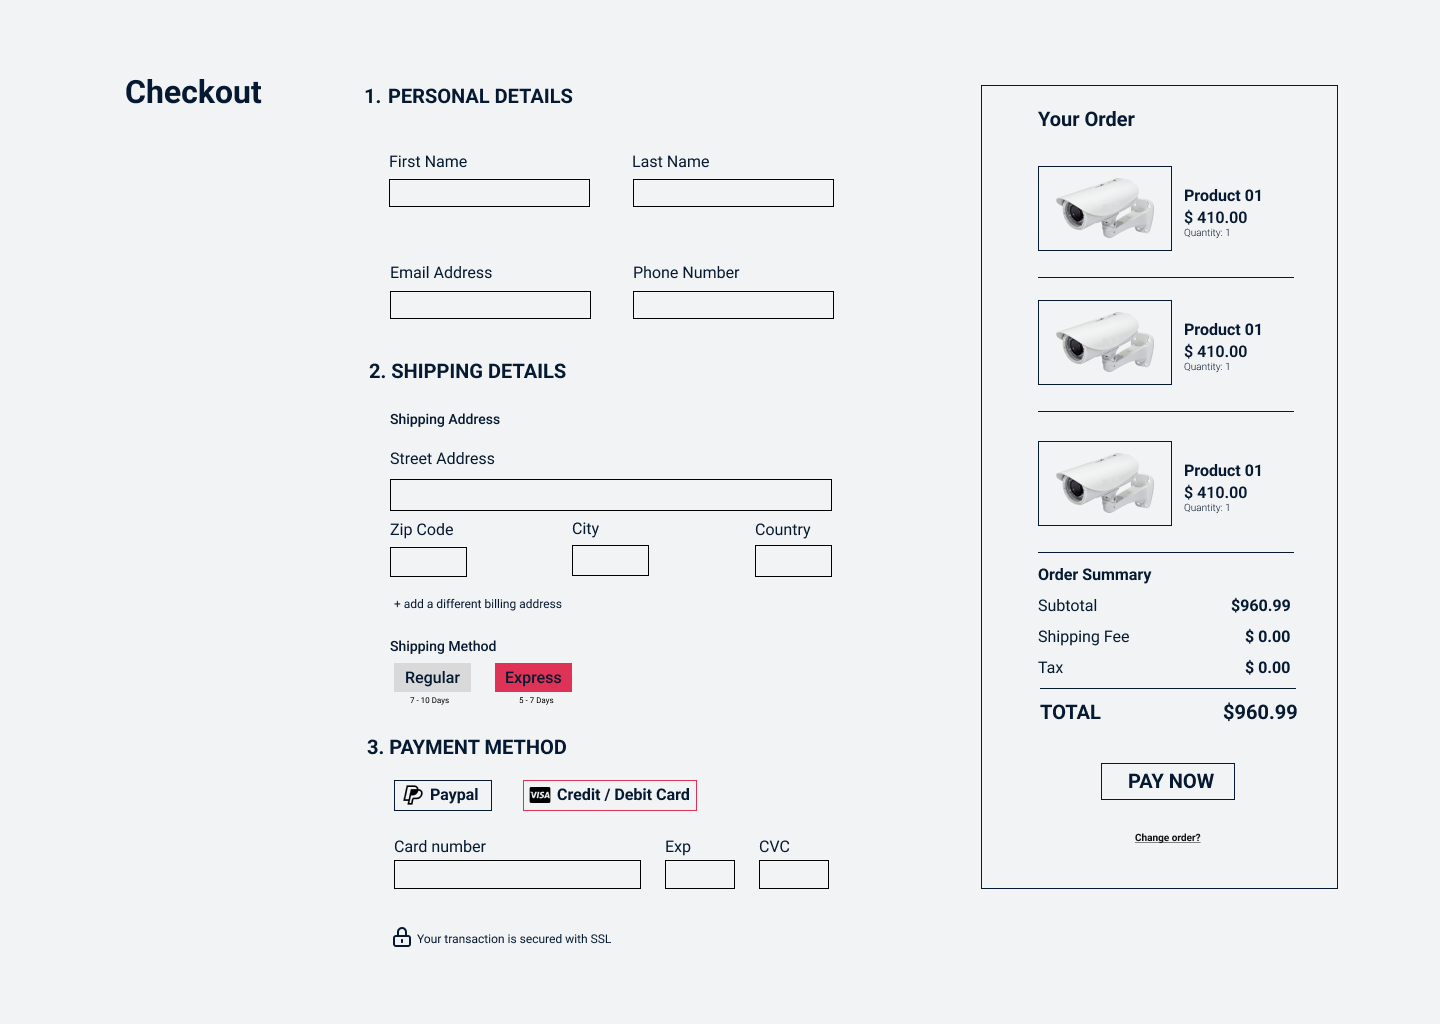 Checkout
1. PERSONAL DETAILS
First Name
Last Name
Email Address
Phone Number
2. SHIPPING DETAILS
Shipping Address
Street Address
Zip Code
City
Country
+ add a different billing address
Shipping Method
Regular
Express
7 - 10 Days
5 - 7 Days
3. PAYMENT METHOD
Paypal
VISA
Credit / Debit Card
Card number
Exp
CVC
Your transaction is secured with SSL
Your Order
Product 01
$ 410.00
Quantity: 1
Product 01
$ 410.00
Quantity: 1
Product 01
$ 410.00
Quantity: 1
Order Summary
Subtotal $960.99
Shipping Fee $ 0.00
Tax $ 0.00
TOTAL $960.99
PAY NOW
Change order?